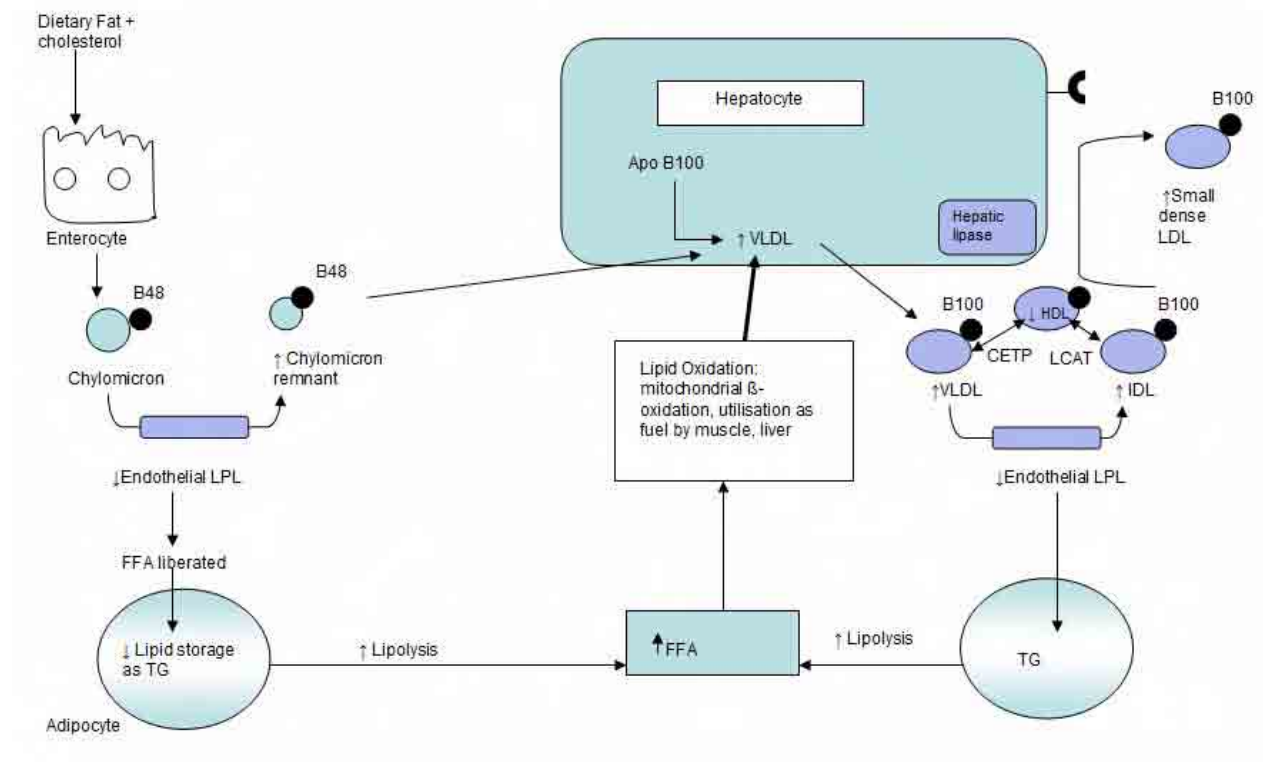 Dietary Fat +
cholesterol
Enterocyte
B48
Chylomicron
B48
↑ Chylomicron
remnant
↓Endothelial LPL
FFA liberated
↓ Lipid storage
as TG
Adipocyte
↑ Lipolysis
Hepatocyte
Apo B100
↑ VLDL
Hepatic
lipase
Lipid Oxidation:
mitochondrial ß-
oxidation, utilisation as
fuel by muscle, liver
↑FFA
↑ Lipolysis
B100
↑VLDL
CETP
↓ HDL
LCAT
B100
↑ IDL
↓Endothelial LPL
TG
B100
↑Small
dense
LDL